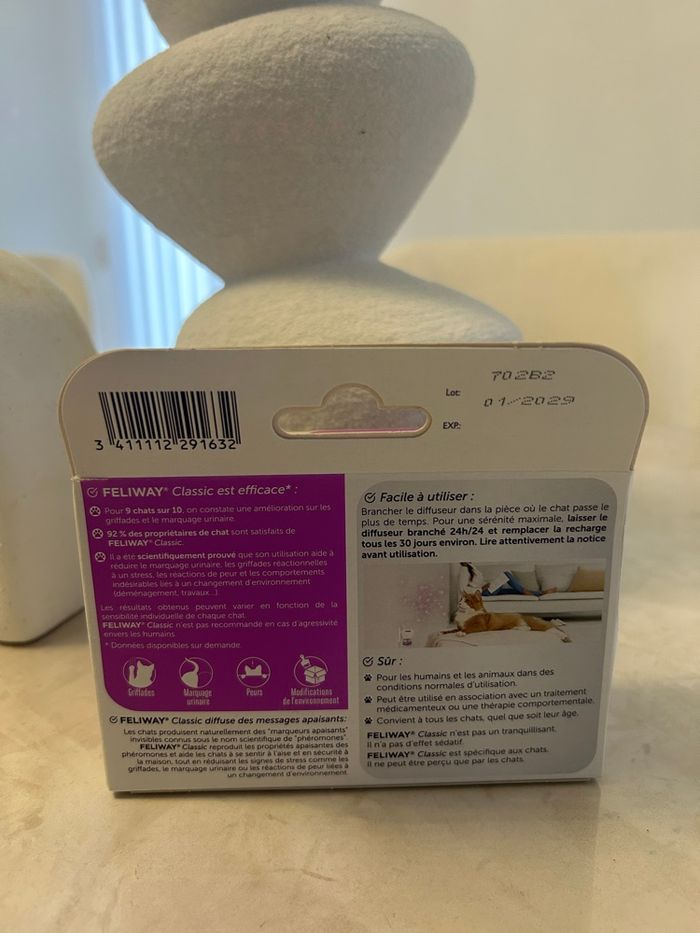 Lot: 702B2
01/2029
EXP.:
3 411112 291632
FELIWAY® Classic est efficace* :
Pour 9 chats sur 10, on constate une amélioration sur les
griffades et le marquage urinaire.
92 % des propriétaires de chat sont satisfaits de
FELIWAY® Classic.
Il a été scientifiquement prouvé que son utilisation aide à
réduire le marquage urinaire, les griffades réactionnelles
à un stress, les réactions de peur et les comportements
indésirables liés à un changement d'environnement
(déménagement, travaux...).
Les résultats obtenus peuvent varier en fonction de la
sensibilité individuelle de chaque chat.
FELIWAY® Classic n'est pas recommandé en cas d'agressivité
envers les humains.
* Données disponibles sur demande.
Griffades
Marquage
urinaire
Peurs
Modifications
de l'environnement
FELIWAY® Classic diffuse des messages apaisants:
Les chats produisent naturellement des "marqueurs apaisants"
invisibles connus sous le nom scientifique de "phéromones".
FELIWAY® Classic reproduit les propriétés apaisantes des
phéromones et aide les chats à se sentir à l'aise et en sécurité à
la maison, tout en réduisant les signes de stress comme les
griffades, le marquage urinaire ou les réactions de peur liées à
un changement d'environnement.
Facile à utiliser :
Brancher le diffuseur dans la pièce où le chat passe le
plus de temps. Pour une sérénité maximale, laisser le
diffuseur branché 24h/24 et remplacer la recharge
tous les 30 jours environ. Lire attentivement la notice
avant utilisation.
Sûr :
Pour les humains et les animaux dans des
conditions normales d'utilisation.
Peut être utilisé en association avec un traitement
médicamenteux ou une thérapie comportementale.
Convient à tous les chats, quel que soit leur âge.
FELIWAY® Classic n'est pas un tranquillisant.
Il n'a pas d'effet sédatif.
FELIWAY® Classic est spécifique aux chats.
Il ne peut être perçu que par les chats.